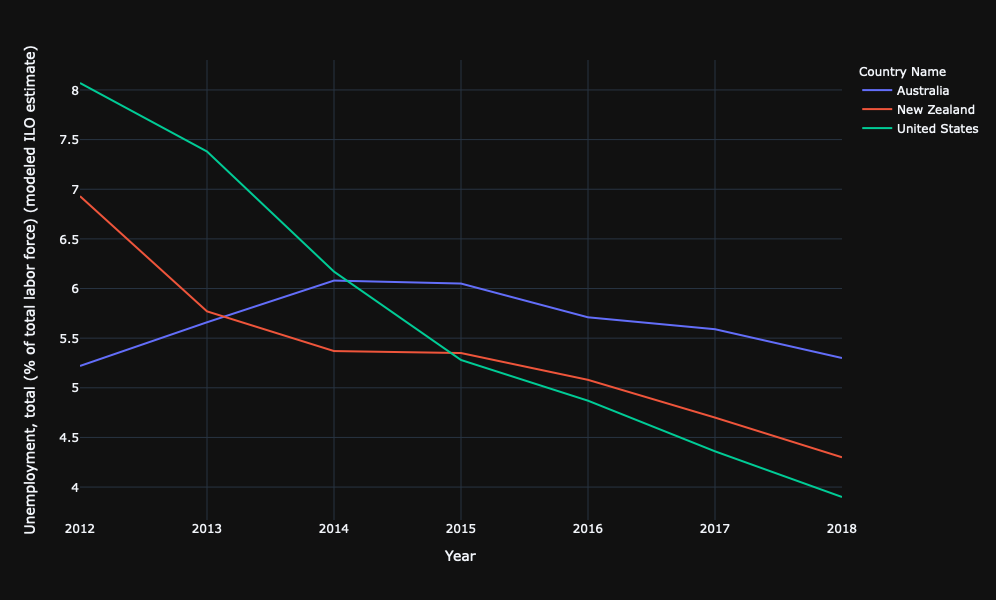 Unemployment, total (% of total labor force) (modeled ILO estimate)
8
7.5
7
6.5
6
5.5
5
4.5
4
2012
2013
2014
2015
2016
2017
2018
Year
Country Name
Australia
New Zealand
United States